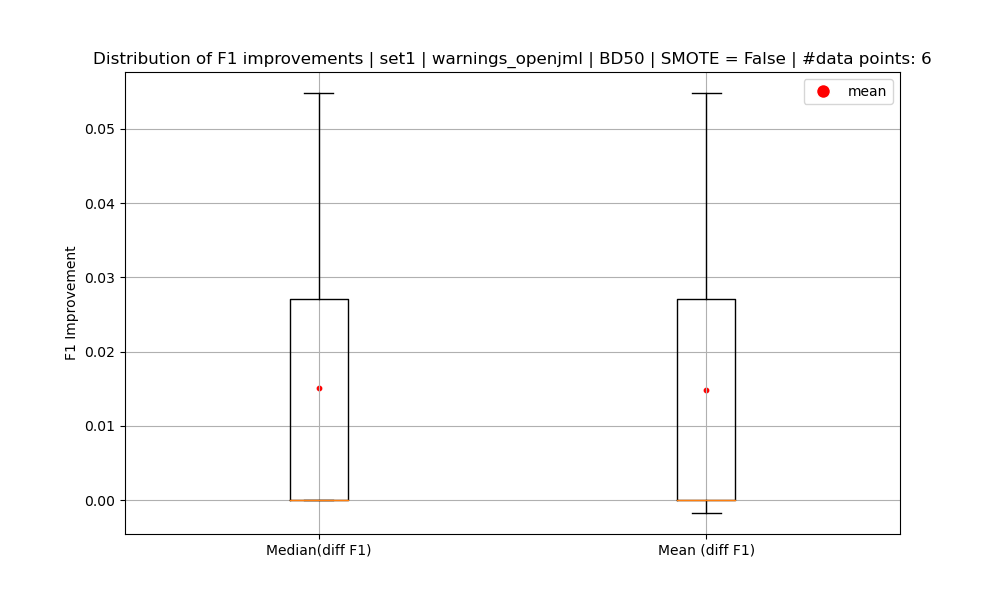 Distribution of F1 improvements | set1 | warnings_openjml | BD50 | SMOTE = False | #data points: 6
mean
0.05
0.04
0.03
0.02
0.01
0.00
F1 Improvement
Median(diff F1)
Mean (diff F1)